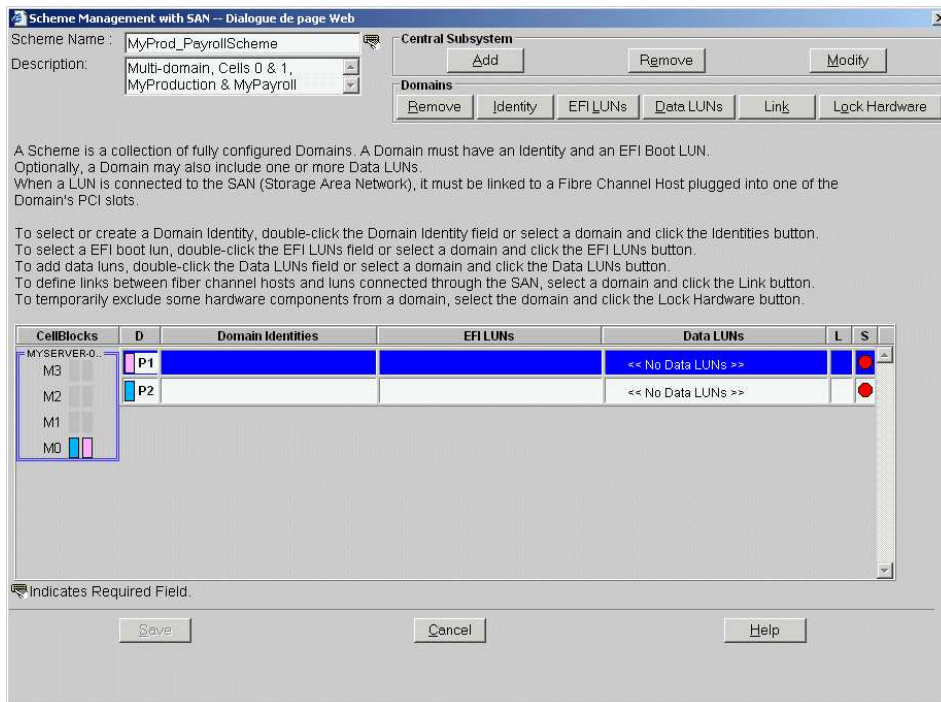 Scheme Management with SAN -- Dialogue de page Web
Scheme Name :
MyProd_PayrollScheme
Description:
Multi-domain, Cells 0 & 1,
MyProduction & MyPayroll
Central Subsystem
Add Remove Modify
Domains
Remove Identity EFI LUNs Data LUNs Link Lock Hardware
A Scheme is a collection of fully configured Domains. A Domain must have an Identity and an EFI Boot LUN.
Optionally, a Domain may also include one or more Data LUNs.
When a LUN is connected to the SAN (Storage Area Network), it must be linked to a Fibre Channel Host plugged into one of the
Domain's PCI slots.
To select or create a Domain Identity, double-click the Domain Identity field or select a domain and click the Identities button.
To select a EFI boot lun, double-click the EFI LUNs field or select a domain and click the EFI LUNs button.
To add data luns, double-click the Data LUNs field or select a domain and click the Data LUNs button.
To define links between fiber channel hosts and luns connected through the SAN, select a domain and click the Link button.
To temporarily exclude some hardware components from a domain, select the domain and click the Lock Hardware button.
CellBlocks D Domain Identities EFI LUNs Data LUNs L S
MYSERVER-0..
P1 << No Data LUNs >>
M3
P2 << No Data LUNs >>
M2
M1
M0
Indicates Required Field.
Save Cancel Help